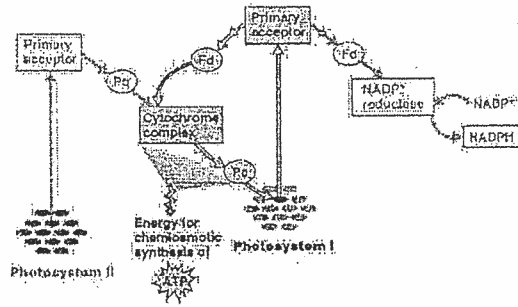 Primary
acceptor
Primary
acceptor
Pq
Fd
Fd
Cytochrome
complex
NADP+
reductase
NADP+
NADPH
Pc
Energy for
chemiosmotic
synthesis of
ATP
Photosystem I
Photosystem II